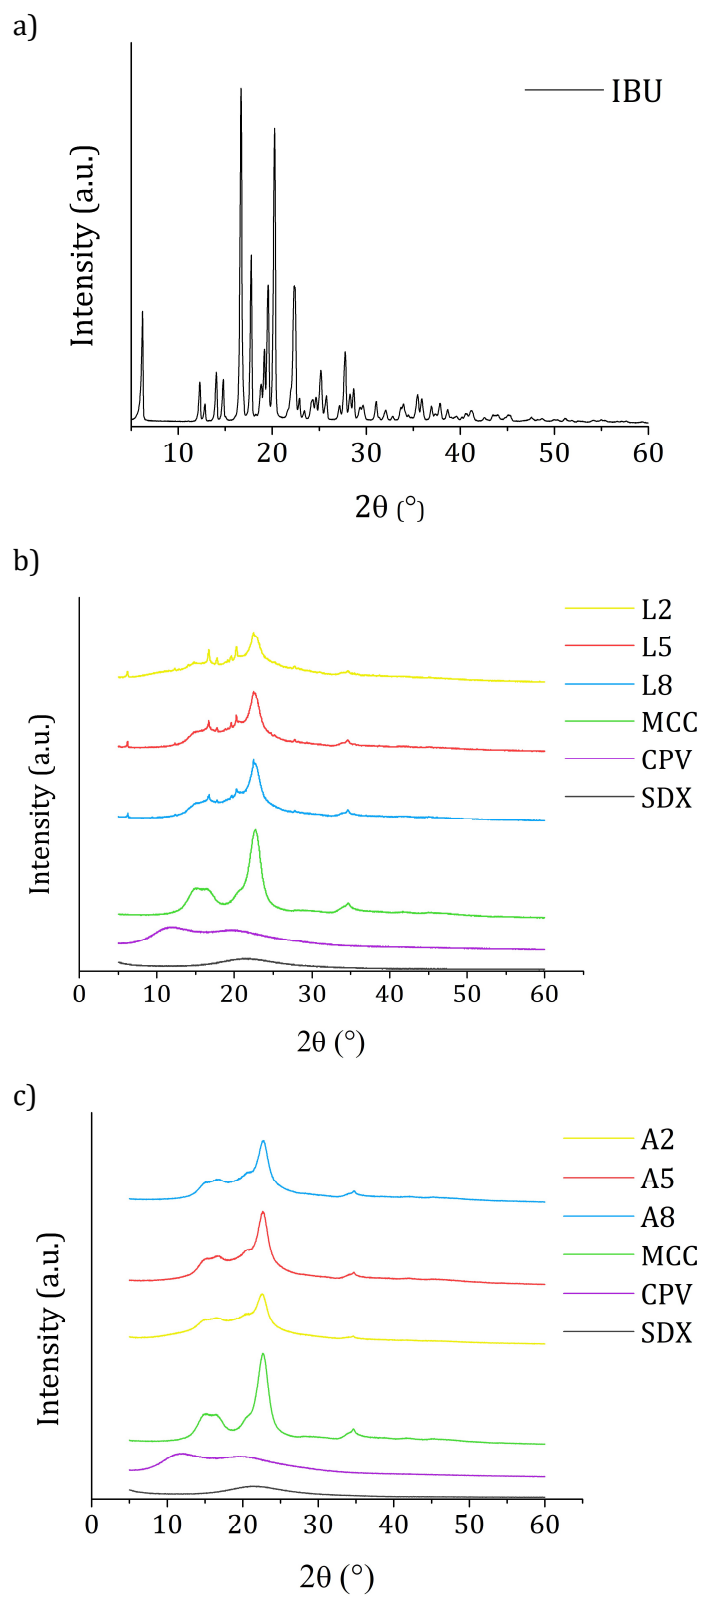 a)
IBU
Intensity (a.u.)
10 20 30 40 50 60
2θ (°)
b)
L2
L5
L8
MCC
CPV
SDX
Intensity (a.u.)
0 10 20 30 40 50 60
2θ (°)
c)
A2
A5
A8
MCC
CPV
SDX
Intensity (a.u.)
0 10 20 30 40 50 60
2θ (°)